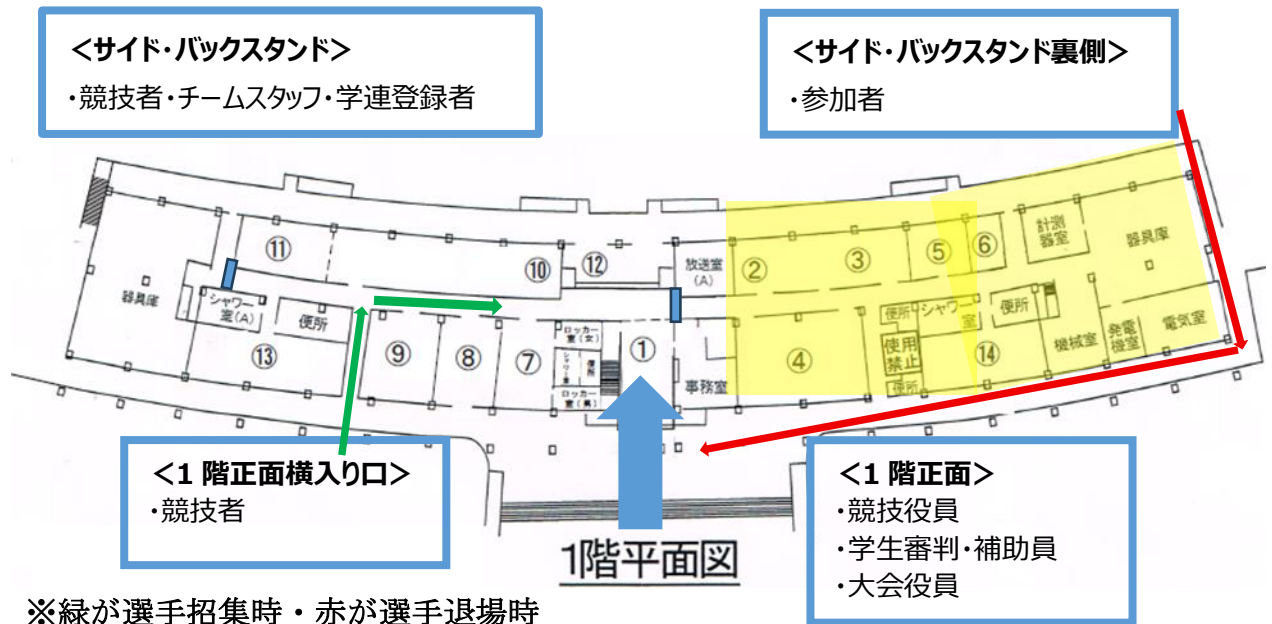 <サイド・バックスタンド>
・競技者・チームスタッフ・学連登録者
<サイド・バックスタンド裏側>
・参加者
⑪
⑩
⑫
放送室
(A)
②
③
⑤
⑥
計測
器室
器具庫
器具庫
シャワー
室(A)
便所
⑬
⑨
⑧
⑦
ロッカー
室(女)
シャワー室
便所
ロッカー
室(男)
①
事務室
④
便所
シャワー
室
使用
禁止
便所
便所
⑭
機械室
発電
機室
電気室
<1 階正面横入り口>
・競技者
<1 階正面>
・競技役員
・学生審判・補助員
・大会役員
1階平面図
※緑が選手招集時・赤が選手退場時